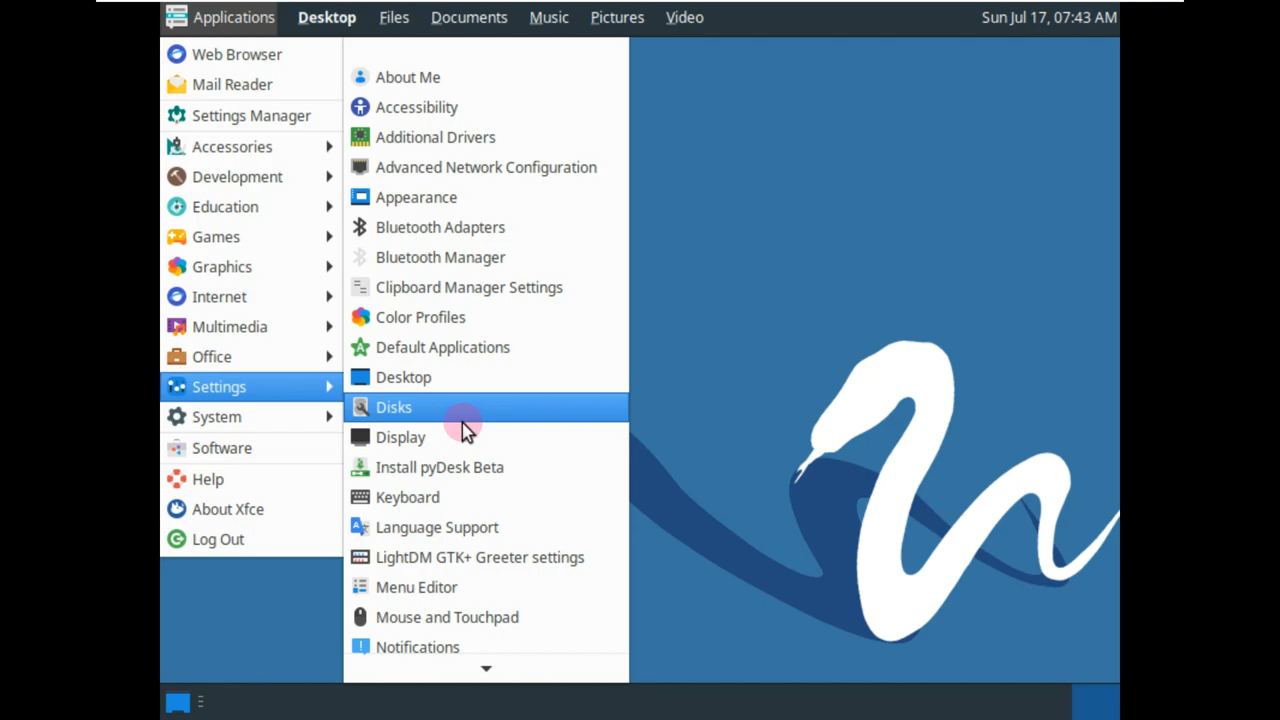 Applications Desktop Files Documents Music Pictures Video Sun Jul 17, 07:43 AM
Web Browser
Mail Reader
Settings Manager
Accessories
Development
Education
Games
Graphics
Internet
Multimedia
Office
Settings
System
Software
Help
About Xfce
Log Out
About Me
Accessibility
Additional Drivers
Advanced Network Configuration
Appearance
Bluetooth Adapters
Bluetooth Manager
Clipboard Manager Settings
Color Profiles
Default Applications
Desktop
Disks
Display
Install pyDesk Beta
Keyboard
Language Support
LightDM GTK+ Greeter settings
Menu Editor
Mouse and Touchpad
Notifications